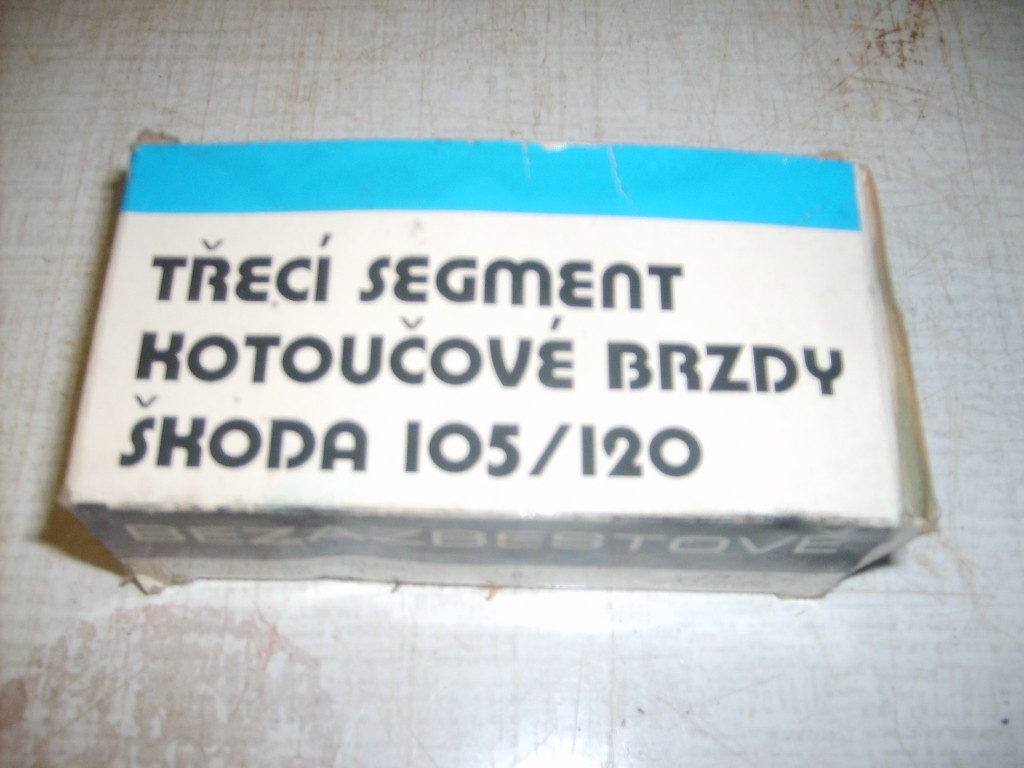 TŘECÍ SEGMENT
KOTOUČOVÉ BRZDY
ŠKODA 105/120
BEZAZBESTOVÉ